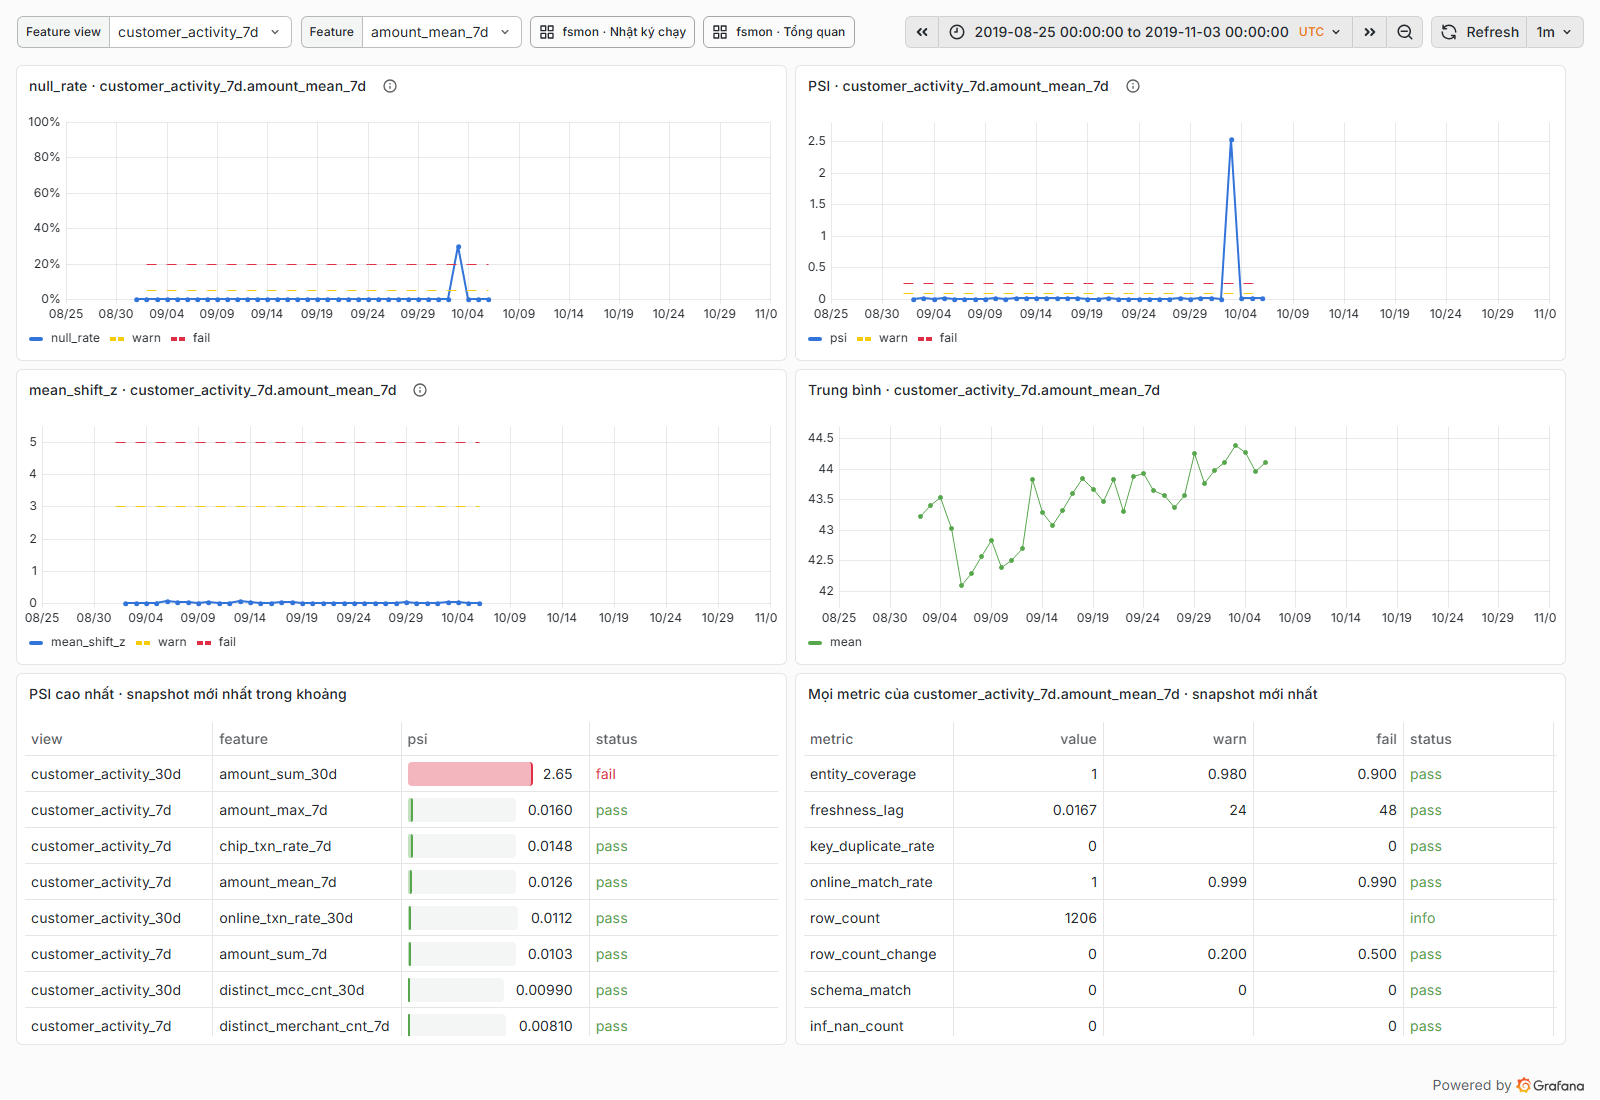 Feature view customer_activity_7d Feature amount_mean_7d fsmon · Nhật ký chạy fsmon · Tổng quan 2019-08-25 00:00:00 to 2019-11-03 00:00:00 UTC Refresh 1m
null_rate · customer_activity_7d.amount_mean_7d
100%
80%
60%
40%
20%
0%
08/25 08/30 09/04 09/09 09/14 09/19 09/24 09/29 10/04 10/09 10/14 10/19 10/24 10/29 11/0
null_rate warn fail
PSI · customer_activity_7d.amount_mean_7d
2.5
2
1.5
1
0.5
0
08/25 08/30 09/04 09/09 09/14 09/19 09/24 09/29 10/04 10/09 10/14 10/19 10/24 10/29 11/0
psi warn fail
mean_shift_z · customer_activity_7d.amount_mean_7d
5
4
3
2
1
0
08/25 08/30 09/04 09/09 09/14 09/19 09/24 09/29 10/04 10/09 10/14 10/19 10/24 10/29 11/0
mean_shift_z warn fail
Trung bình · customer_activity_7d.amount_mean_7d
44.5
44
43.5
43
42.5
42
08/25 08/30 09/04 09/09 09/14 09/19 09/24 09/29 10/04 10/09 10/14 10/19 10/24 10/29 11/0
mean
PSI cao nhất · snapshot mới nhất trong khoảng
view feature psi status
customer_activity_30d amount_sum_30d 2.65 fail
customer_activity_7d amount_max_7d 0.0160 pass
customer_activity_7d chip_txn_rate_7d 0.0148 pass
customer_activity_7d amount_mean_7d 0.0126 pass
customer_activity_30d online_txn_rate_30d 0.0112 pass
customer_activity_7d amount_sum_7d 0.0103 pass
customer_activity_30d distinct_mcc_cnt_30d 0.00990 pass
customer_activity_7d distinct_merchant_cnt_7d 0.00810 pass
Mọi metric của customer_activity_7d.amount_mean_7d · snapshot mới nhất
metric value warn fail status
entity_coverage 1 0.980 0.900 pass
freshness_lag 0.0167 24 48 pass
key_duplicate_rate 0 0 pass
online_match_rate 1 0.999 0.990 pass
row_count 1206 info
row_count_change 0 0.200 0.500 pass
schema_match 0 0 0 pass
inf_nan_count 0 0 pass
Powered by Grafana